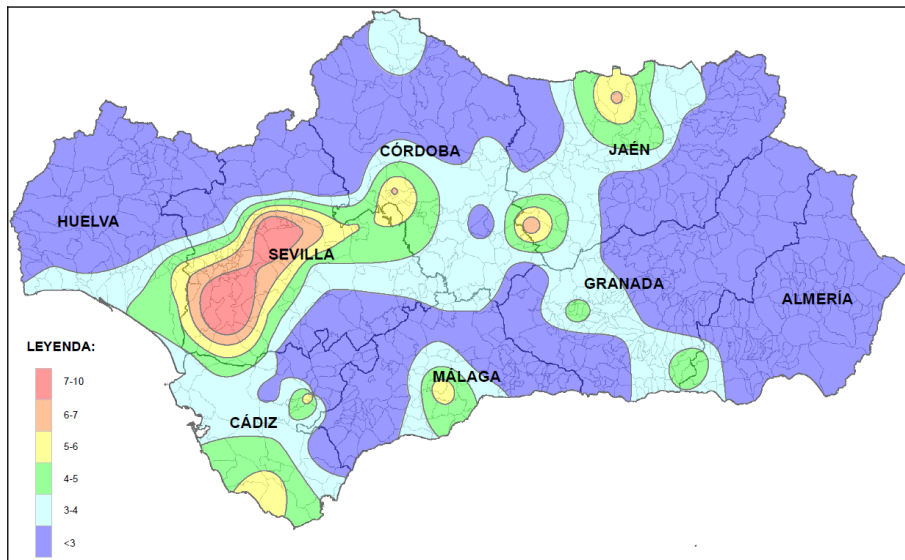 CÓRDOBA
JAÉN
HUELVA
SEVILLA
GRANADA
ALMERÍA
LEYENDA:
7-10
6-7
5-6
4-5
3-4
<3
MÁLAGA
CÁDIZ